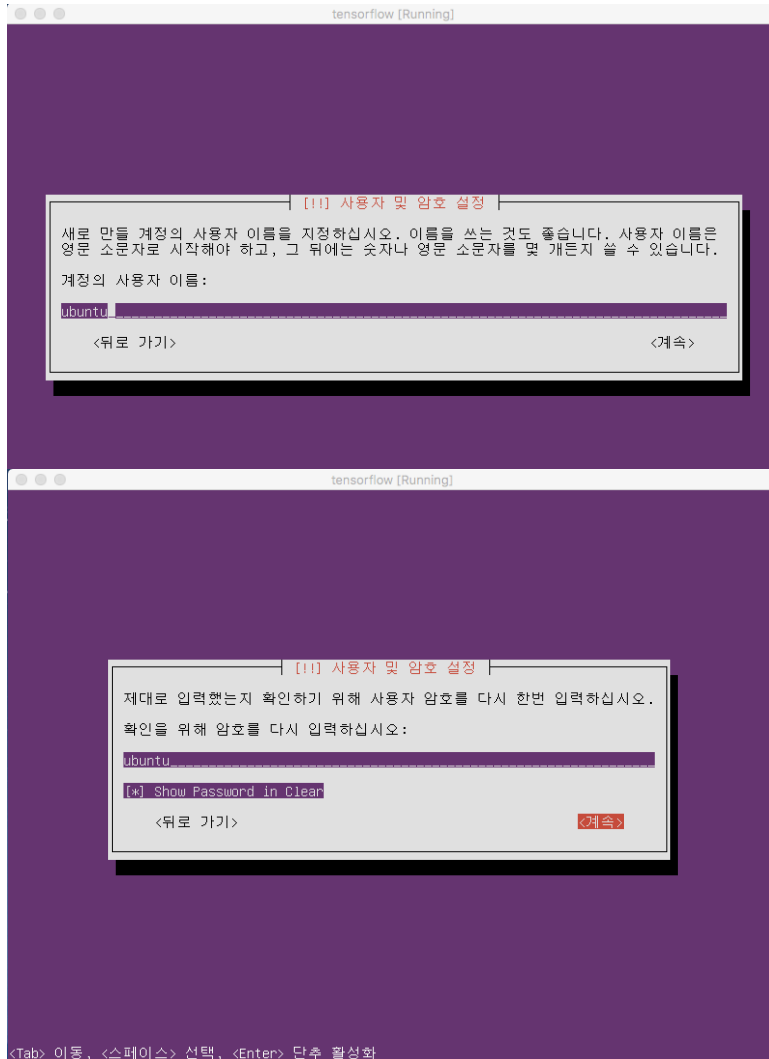 tensorflow [Running]
[!!] 사용자 및 암호 설정
새로 만들 계정의 사용자 이름을 지정하십시오. 이름을 쓰는 것도 좋습니다. 사용자 이름은
영문 소문자로 시작해야 하고, 그 뒤에는 숫자나 영문 소문자를 몇 개든지 쓸 수 있습니다.
계정의 사용자 이름:
ubuntu
<뒤로 가기> <계속>
tensorflow [Running]
[!!] 사용자 및 암호 설정
제대로 입력했는지 확인하기 위해 사용자 암호를 다시 한번 입력하십시오.
확인을 위해 암호를 다시 입력하십시오:
ubuntu
[*] Show Password in Clear
<뒤로 가기> <계속>
<Tab> 이동, <스페이스> 선택, <Enter> 단추 활성화